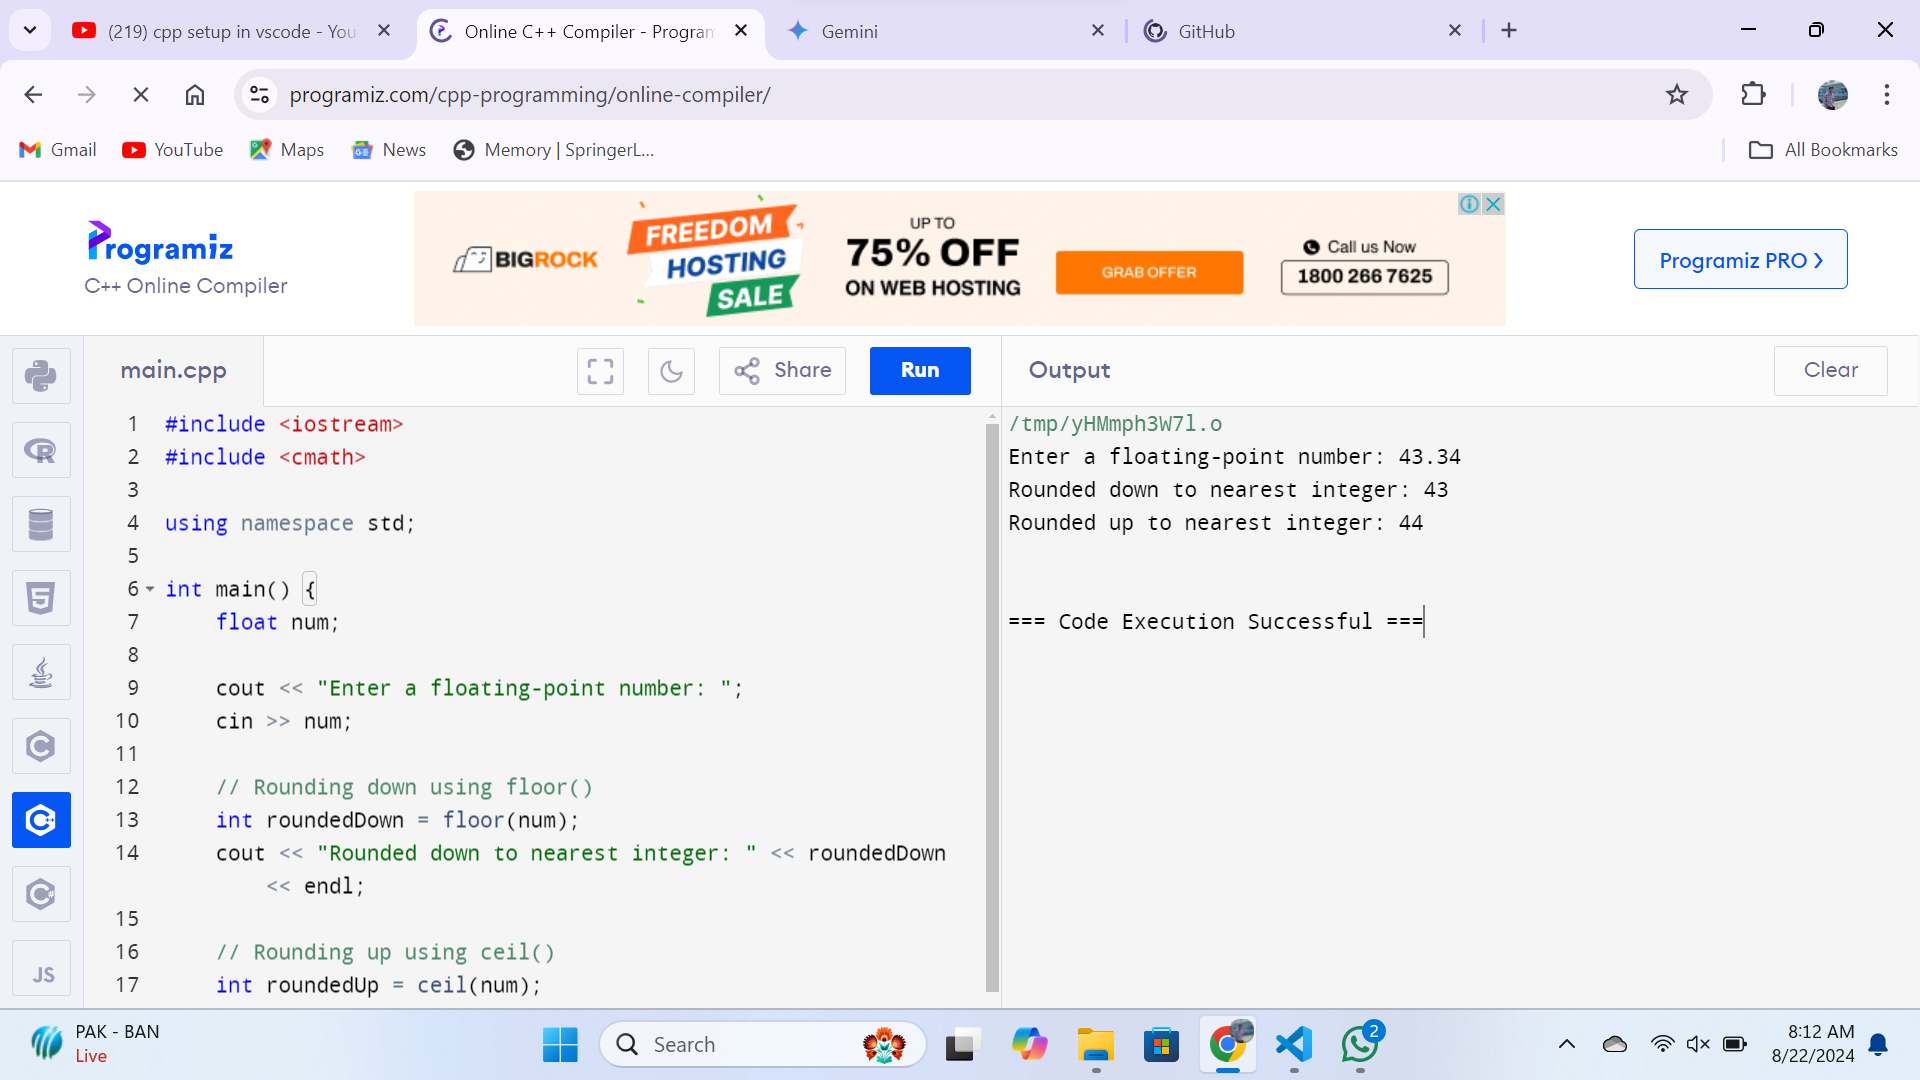 (219) cpp setup in vscode - You
Online C++ Compiler - Program
Gemini
GitHub
programiz.com/cpp-programming/online-compiler/
Gmail
YouTube
Maps
News
Memory | SpringerL...
All Bookmarks
Programiz
C++ Online Compiler
BIGROCK
FREEDOM
HOSTING
SALE
UP TO
75% OFF
ON WEB HOSTING
GRAB OFFER
Call us Now
1800 266 7625
Programiz PRO ›
main.cpp
Share
Run
Output
Clear
1 #include <iostream>
2 #include <cmath>
3
4 using namespace std;
5
6 int main() {
7 float num;
8
9 cout << "Enter a floating-point number: ";
10 cin >> num;
11
12 // Rounding down using floor()
13 int roundedDown = floor(num);
14 cout << "Rounded down to nearest integer: " << roundedDown
<< endl;
15
16 // Rounding up using ceil()
17 int roundedUp = ceil(num);
/tmp/yHMmph3W7l.o
Enter a floating-point number: 43.34
Rounded down to nearest integer: 43
Rounded up to nearest integer: 44
=== Code Execution Successful ===
JS
PAK - BAN
Live
Search
2
8:12 AM
8/22/2024